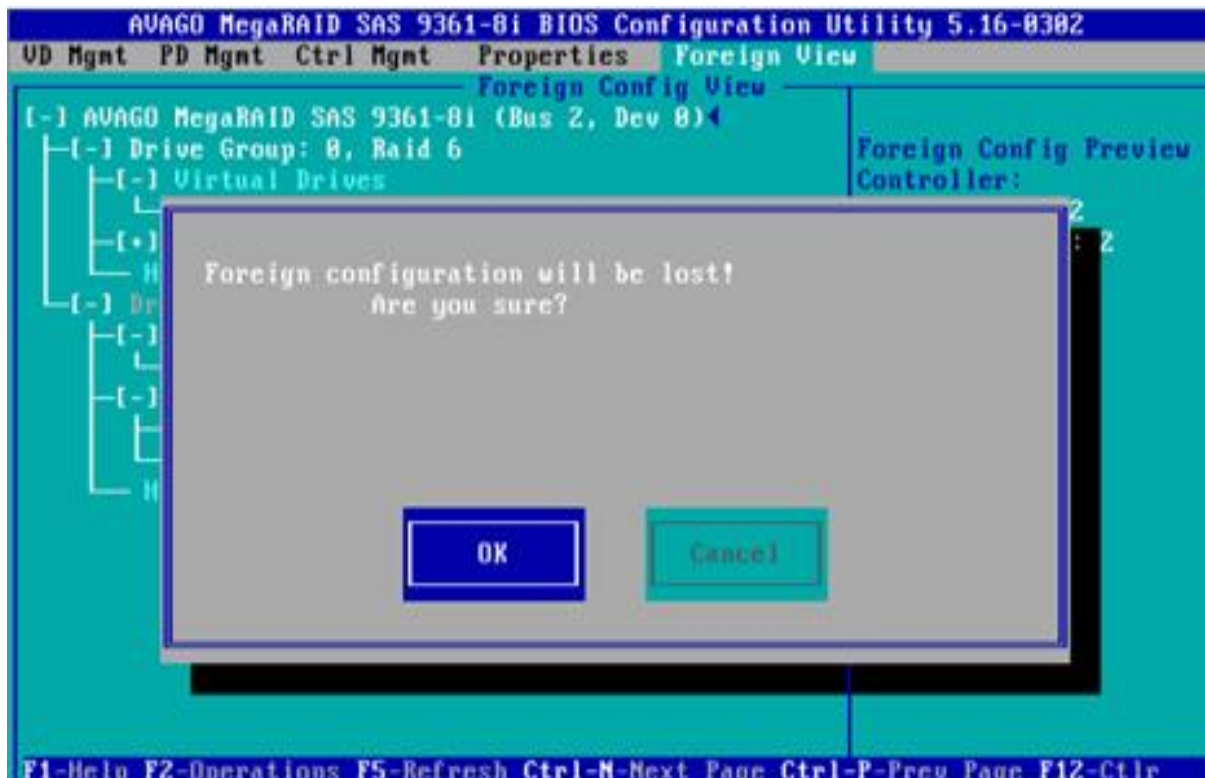 AVAGO MegaRAID SAS 9361-8i BIOS Configuration Utility 5.16-0302
VD Mgmt PD Mgmt Ctrl Mgmt Properties Foreign View
Foreign Config View
[-] AVAGO MegaRAID SAS 9361-8i (Bus 2, Dev 0)
[-] Drive Group: 0, Raid 6
Foreign Config Preview
[-] Virtual Drives
Controller:
2
[+]
: 2
H
Foreign configuration will be lost!
[-] Dr
Are you sure?
[-]
[-]
H
OK
Cancel
F1-Help F2-Operations F5-Refresh Ctrl-N-Next Page Ctrl-P-Prev Page F12-Ctlr